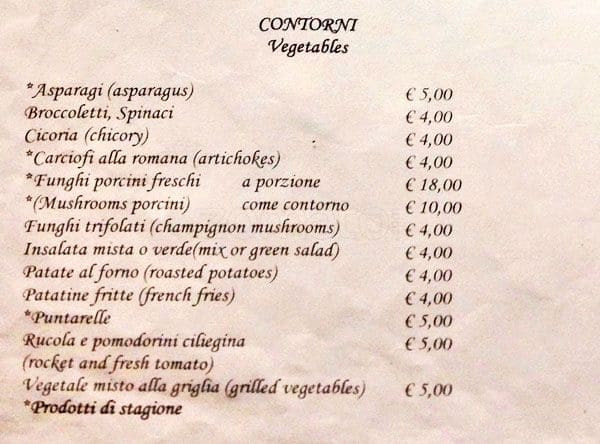 CONTORNI
Vegetables
*Asparagi (asparagus) € 5,00
Broccoletti, Spinaci € 4,00
Cicoria (chicory) € 4,00
*Carciofi alla romana (artichokes) € 4,00
*Funghi porcini freschi a porzione € 18,00
*(Mushrooms porcini) come contorno € 10,00
Funghi trifolati (champignon mushrooms) € 4,00
Insalata mista o verde(mix or green salad) € 4,00
Patate al forno (roasted potatoes) € 4,00
Patatine fritte (french fries) € 4,00
*Puntarelle € 5,00
Rucola e pomodorini ciliegina € 5,00
(rocket and fresh tomato)
Vegetale misto alla griglia (grilled vegetables) € 5,00
*Prodotti di stagione